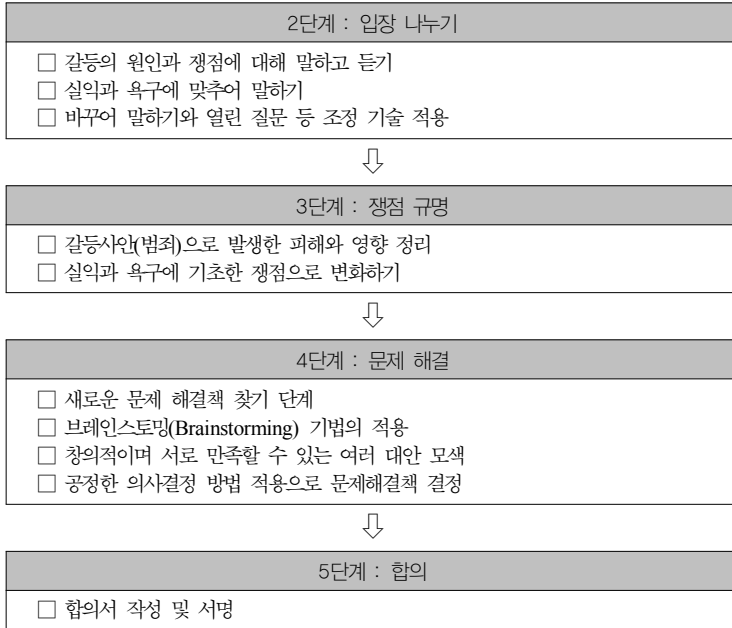 2단계 : 입장 나누기
□ 갈등의 원인과 쟁점에 대해 말하고 듣기
□ 실익과 욕구에 맞추어 말하기
□ 바꾸어 말하기와 열린 질문 등 조정 기술 적용
⇩
3단계 : 쟁점 규명
□ 갈등사안(범죄)으로 발생한 피해와 영향 정리
□ 실익과 욕구에 기초한 쟁점으로 변화하기
⇩
4단계 : 문제 해결
□ 새로운 문제 해결책 찾기 단계
□ 브레인스토밍(Brainstorming) 기법의 적용
□ 창의적이며 서로 만족할 수 있는 여러 대안 모색
□ 공정한 의사결정 방법 적용으로 문제해결책 결정
⇩
5단계 : 합의
□ 합의서 작성 및 서명